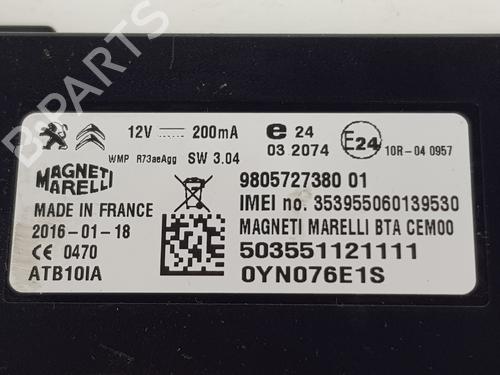 12V 200mA
e 24
03 2074
E24
10R-04 0957
WMP R73aeAgg SW 3.04
MAGNETI
MARELLI
MADE IN FRANCE
2016-01-18
CE 0470
ATB10IA
9805727380 01
IMEI no. 353955060139530
MAGNETI MARELLI BTA CEM00
503551121111
0YN076E1S
B-Parts